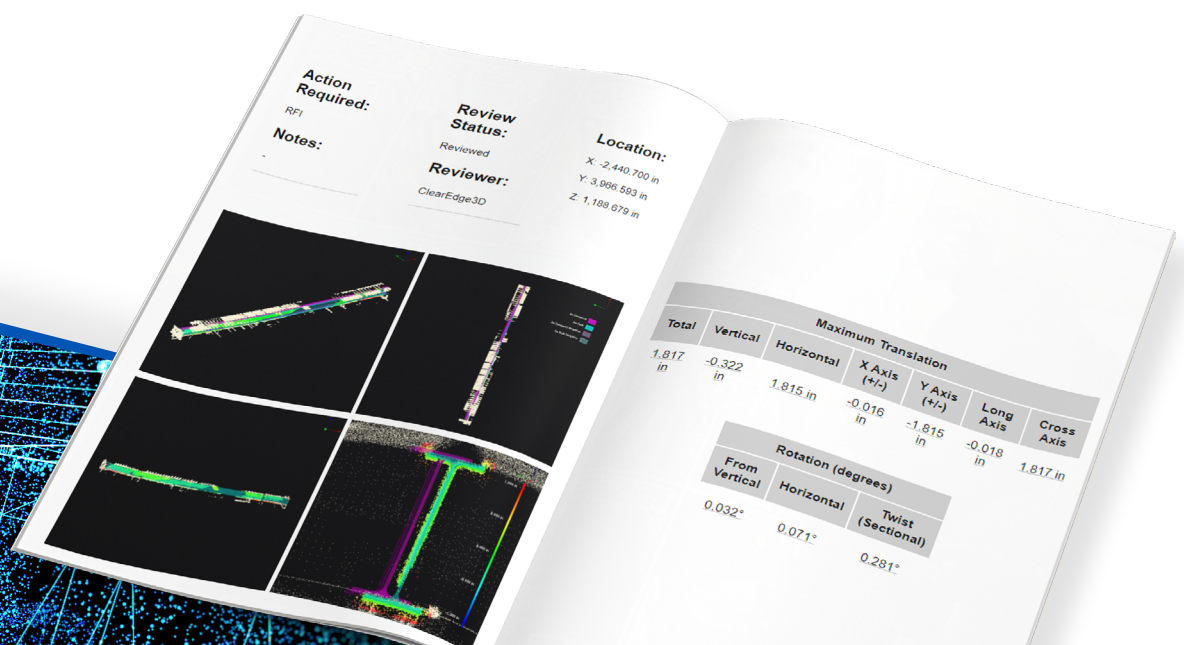 Action
Required:
RFI
Notes:
-
Review
Status:
Reviewed
Reviewer:
ClearEdge3D
Location:
X: -2,440.700 in
Y: 3,966.593 in
Z: 1,188.679 in
Maximum Translation
Total
Vertical
Horizontal
X Axis
(+/-)
Y Axis
(+/-)
Long
Axis
Cross
Axis
1.817
in
-0.322
in
1.815 in
-0.016
in
-1.815
in
-0.018
in
1.817 in
Rotation (degrees)
From
Vertical
Horizontal
Twist
(Sectional)
0.032°
0.071°
0.281°